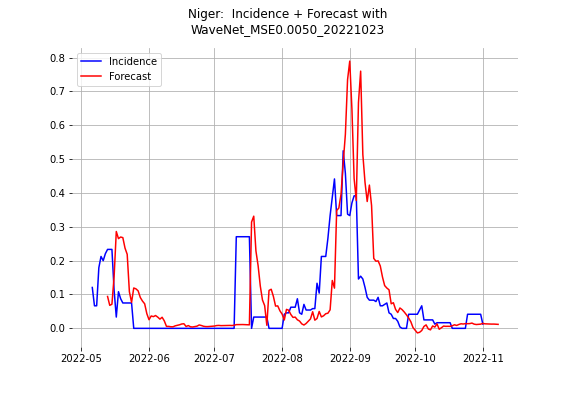 Niger:  Incidence + Forecast with
WaveNet_MSE0.0050_20221023
Incidence
Forecast
0.8
0.7
0.6
0.5
0.4
0.3
0.2
0.1
0.0
2022-05 2022-06 2022-07 2022-08 2022-09 2022-10 2022-11